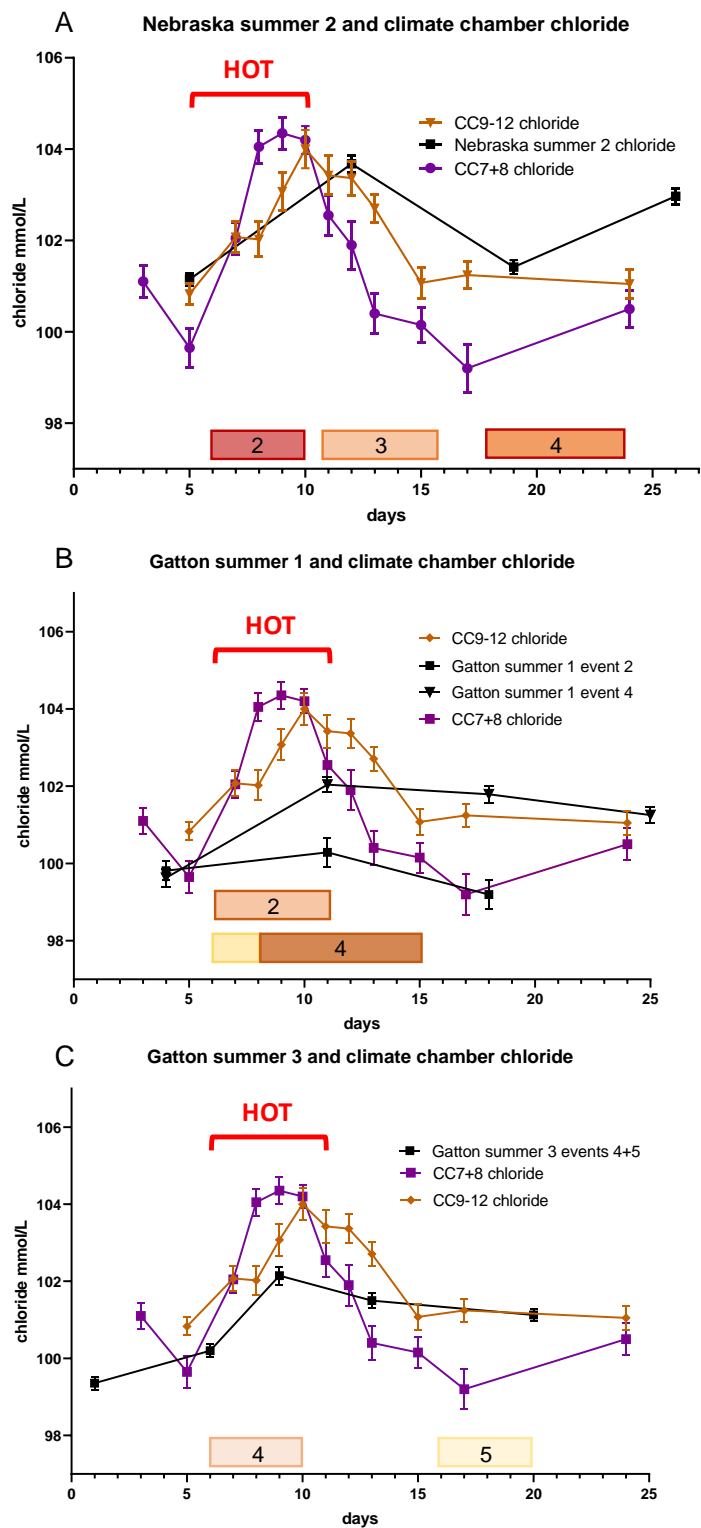 A
Nebraska summer 2 and climate chamber chloride
106
104
102
100
98
chloride mmol/L
HOT
CC9-12 chloride
Nebraska summer 2 chloride
CC7+8 chloride
2
3
4
0
5
10
15
20
25
days
B
Gatton summer 1 and climate chamber chloride
106
104
102
100
98
chloride mmol/L
HOT
CC9-12 chloride
Gatton summer 1 event 2
Gatton summer 1 event 4
CC7+8 chloride
2
4
0
5
10
15
20
25
days
C
Gatton summer 3 and climate chamber chloride
106
104
102
100
98
chloride mmol/L
HOT
Gatton summer 3 events 4+5
CC7+8 chloride
CC9-12 chloride
4
5
0
5
10
15
20
25
days